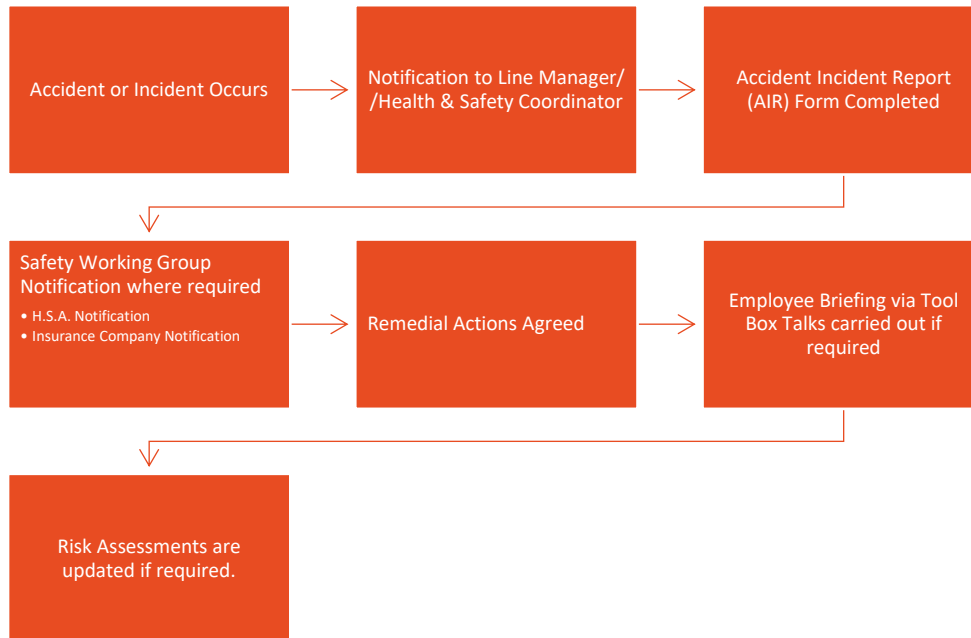 Accident or Incident Occurs
Notification to Line Manager/
/Health & Safety Coordinator
Accident Incident Report
(AIR) Form Completed
Safety Working Group
Notification where required
• H.S.A. Notification
• Insurance Company Notification
Remedial Actions Agreed
Employee Briefing via Tool
Box Talks carried out if
required
Risk Assessments are
updated if required.